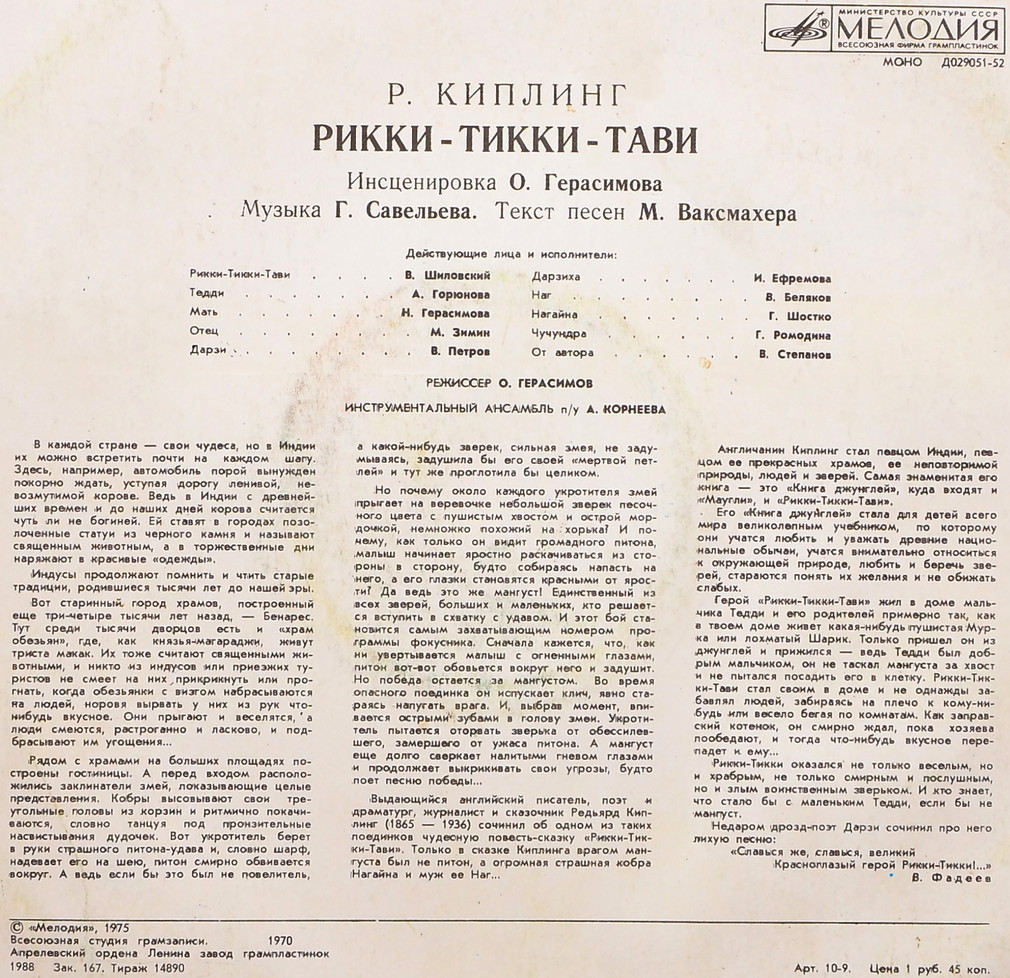 МИНИСТЕРСТВО КУЛЬТУРЫ СССР
МЕЛОДИЯ
ВСЕСОЮЗНАЯ ФИРМА ГРАМПЛАСТИНОК
МОНО Д029051-52
Р. КИПЛИНГ
РИККИ-ТИККИ-ТАВИ
Инсценировка О. Герасимова
Музыка Г. Савельева. Текст песен М. Ваксмахера
Действующие лица и исполнители:
Рикки-Тикки-Тави . . . . В. Шиловский
Тедди . . . . . . . А. Горюнова
Мать . . . . . . . Н. Герасимова
Отец . . . . . . . М. Зимин
Дарзи . . . . . . . В. Петров
Дарзиха . . . . . . И. Ефремова
Наг . . . . . . . В. Беляков
Нагайна . . . . . . Г. Шостко
Чучундра . . . . . . Г. Ромодина
От автора . . . . . . В. Степанов
РЕЖИССЕР О. ГЕРАСИМОВ
ИНСТРУМЕНТАЛЬНЫЙ АНСАМБЛЬ п/у А. КОРНЕЕВА
В каждой стране — свои чудеса, но в Индии
их можно встретить почти на каждом шагу.
Здесь, например, автомобиль порой вынужден
покорно ждать, уступая дорогу ленивой, не-
возмутимой корове. Ведь в Индии с древней-
ших времен и до наших дней корова считается
чуть ли не богиней. Ей ставят в городах позо-
лоченные статуи из черного камня и называют
священным животным, а в торжественные дни
наряжают в красивые «одежды».
Индусы продолжают помнить и чтить старые
традиции, родившиеся тысячи лет до нашей эры.
Вот старинный город храмов, построенный
еще три-четыре тысячи лет назад, — Бенарес.
Тут среди тысячи дворцов есть и «храм
обезьян», где, как князья-магараджи, живут
триста макак. Их тоже считают священными жи-
вотными, и никто из индусов или приезжих ту-
ристов не смеет на них прикрикнуть или про-
гнать, когда обезьянки с визгом набрасываются
на людей, норовя вырвать у них из рук что-
нибудь вкусное. Они прыгают и веселятся, а
люди смеются, растроганно и ласково, и под-
брасывают им угощения...
Рядом с храмами на больших площадях по-
строены гостиницы. А перед входом располо-
жились заклинатели змей, показывающие целые
представления. Кобры высовывают свои тре-
угольные головы из корзин и ритмично покачи-
ваются, словно танцуя под пронзительные
насвистывания дудочек. Вот укротитель берет
в руки страшного питона-удава и, словно шарф,
надевает его на шею, питон смирно обвивается
вокруг. А ведь если бы это был не повелитель,
а какой-нибудь зверек, сильная змея, не заду-
мываясь, задушила бы его своей «мертвой пет-
лей» и тут же проглотила бы целиком.
Но почему около каждого укротителя змей
прыгает на веревочке небольшой зверек песоч-
ного цвета с пушистым хвостом и острой мор-
дочкой, немножко похожий на хорька? И по-
чему, как только он видит громадного питона,
малыш начинает яростно раскачиваться из сто-
роны в сторону, будто собираясь напасть на
него, а его глазки становятся красными от ярос-
ти? Да ведь это же мангуст! Единственный из
всех зверей, больших и маленьких, кто решает-
ся вступить в схватку с удавом. И этот бой ста-
новится самым захватывающим номером про-
граммы фокусника. Сначала кажется, что, как
ни увертывается малыш с огненными глазами,
питон вот-вот обовьется вокруг него и задушит.
Но победа остается за мангустом. Во время
опасного поединка он испускает клич, явно ста-
раясь напугать врага. И, выбрав момент, впи-
вается острыми зубами в голову змеи. Укроти-
тель пытается оторвать зверька от обессилев-
шего, замершего от ужаса питона. А мангуст
еще долго сверкает налитыми гневом глазами
и продолжает выкрикивать свои угрозы, будто
поет песню победы...
Выдающийся английский писатель, поэт и
драматург, журналист и сказочник Редьярд Кип-
линг (1865 — 1936) сочинил об одном из таких
поединков чудесную повесть-сказку «Рикки-Тик-
ки-Тави». Только в сказке Киплинга врагом ман-
густа был не питон, а огромная страшная кобра
Нагайна и муж ее Наг...
Англичанин Киплинг стал певцом Индии, пев-
цом ее прекрасных храмов, ее неповторимой
природы, людей и зверей. Самая знаменитая его
книга — это «Книга джунглей», куда входят и
«Маугли», и «Рикки-Тикки-Тави».
Его «Книга джунглей» стала для детей всего
мира великолепным учебником, по которому
они учатся любить и уважать древние нацио-
нальные обычаи, учатся внимательно относиться
к окружающей природе, любить и беречь зве-
рей, стараются понять их желания и не обижать
слабых.
Герой «Рикки-Тикки-Тави» жил в доме маль-
чика Тедди и его родителей примерно так, как
в твоем доме живет какая-нибудь пушистая Мур-
ка или лохматый Шарик. Только пришел он из
джунглей и прижился — ведь Тедди был доб-
рым мальчиком, он не таскал мангуста за хвост
и не пытался посадить его в клетку. Рикки-Тик-
ки-Тави стал своим в доме и не однажды за-
бавлял людей, забираясь на плечо к кому-ни-
будь или весело бегая по комнатам. Как заправ-
ский котенок, он смирно ждал, пока хозяева
пообедают, и тогда что-нибудь вкусное пере-
падет и ему...
Рикки-Тикки оказался не только веселым, но
и храбрым, не только смирным и послушным,
но и злым воинственным зверьком. И кто знает,
что стало бы с маленьким Тедди, если бы не
мангуст.
Недаром дрозд-поэт Дарзи сочинил про него
лихую песню:
«Славься же, славься, великий
Красноглазый герой Рикки-Тикки!...»
В. Фадеев
© «Мелодия», 1975
Всесоюзная студия грамзаписи. 1970
Апрелевский ордена Ленина завод грампластинок
1988 Зак. 167. Тираж 14890
Арт. 10-9. Цена 1 руб. 45 коп.